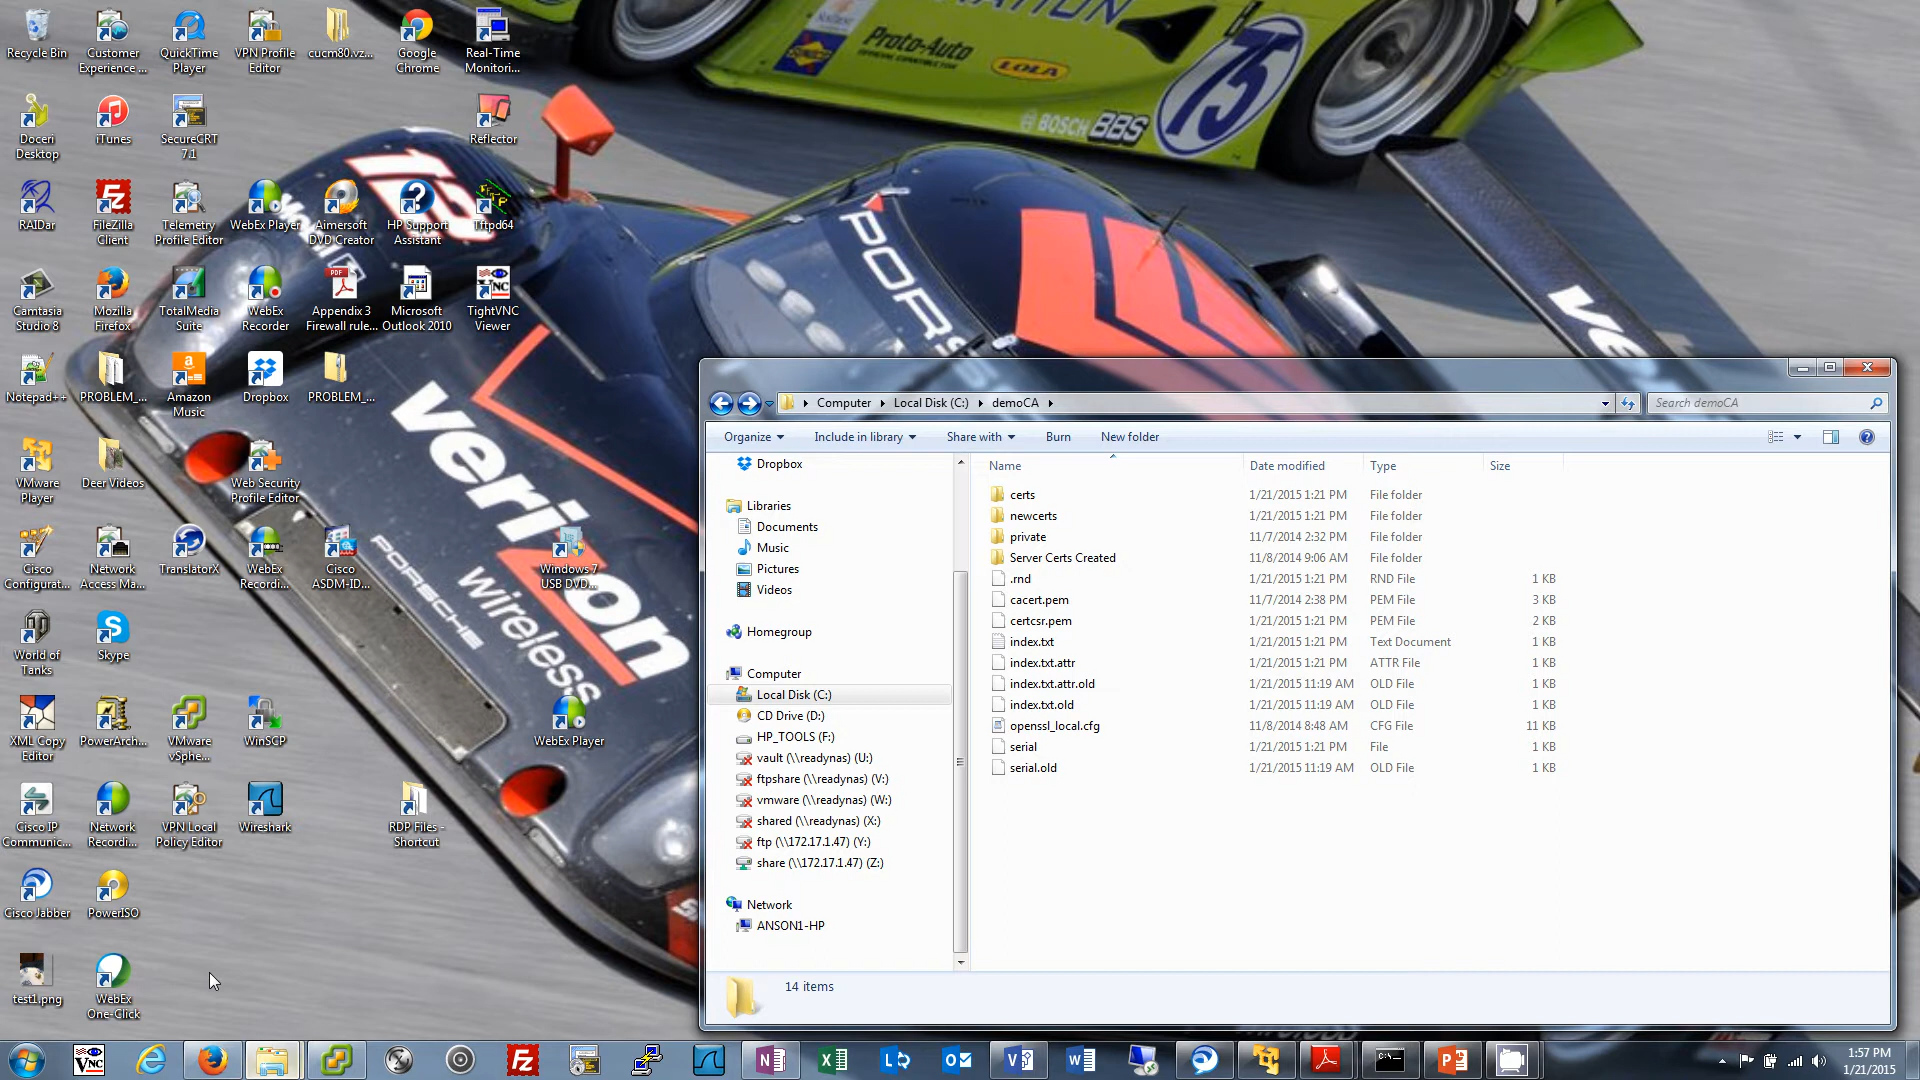 Recycle Bin
Customer
Experience ...
QuickTime
Player
VPN Profile
Editor
cucm80.vz...
Google
Chrome
Real-Time
Monitori...
Doceri
Desktop
iTunes
SecureCRT
7.1
Reflector
RAIDar
FileZilla
Client
Telemetry
Profile Editor
WebEx Player
Aimersoft
DVD Creator
HP Support
Assistant
Tftpd64
Camtasia
Studio 8
Mozilla
Firefox
TotalMedia
Suite
WebEx
Recorder
Appendix 3
Firewall rule...
Microsoft
Outlook 2010
TightVNC
Viewer
Notepad++
PROBLEM_...
Amazon
Music
Dropbox
PROBLEM_...
VMware
Player
Deer Videos
Web Security
Profile Editor
Cisco
Configurat...
Network
Access Ma...
TranslatorX
WebEx
Recordi...
Cisco
ASDM-ID...
Windows 7
USB DVD...
World of
Tanks
Skype
XML Copy
Editor
PowerArch...
VMware
vSphe...
WinSCP
WebEx Player
Cisco IP
Communic...
Network
Recordi...
VPN Local
Policy Editor
Wireshark
RDP Files -
Shortcut
Cisco Jabber
PowerISO
test1.png
WebEx
One-Click
Proto-Auto
LOLA
BOSCH BBS
75
16
PORS
verizon
wireless
PORSCHE
ve
Computer
Local Disk (C:)
demoCA
Search demoCA
Organize
Include in library
Share with
Burn
New folder
Dropbox
Libraries
Documents
Music
Pictures
Videos
Homegroup
Computer
Local Disk (C:)
CD Drive (D:)
HP_TOOLS (F:)
vault (\\readynas) (U:)
ftpshare (\\readynas) (V:)
vmware (\\readynas) (W:)
shared (\\readynas) (X:)
ftp (\\172.17.1.47) (Y:)
share (\\172.17.1.47) (Z:)
Network
ANSON1-HP
Name Date modified Type Size
certs 1/21/2015 1:21 PM File folder
newcerts 1/21/2015 1:21 PM File folder
private 11/7/2014 2:32 PM File folder
Server Certs Created 11/8/2014 9:06 AM File folder
.rnd 1/21/2015 1:21 PM RND File 1 KB
cacert.pem 11/7/2014 2:38 PM PEM File 3 KB
certcsr.pem 1/21/2015 1:21 PM PEM File 2 KB
index.txt 1/21/2015 1:21 PM Text Document 1 KB
index.txt.attr 1/21/2015 1:21 PM ATTR File 1 KB
index.txt.attr.old 1/21/2015 11:19 AM OLD File 1 KB
index.txt.old 1/21/2015 11:19 AM OLD File 1 KB
openssl_local.cfg 11/8/2014 8:48 AM CFG File 11 KB
serial 1/21/2015 1:21 PM File 1 KB
serial.old 1/21/2015 11:19 AM OLD File 1 KB
14 items
1:57 PM
1/21/2015